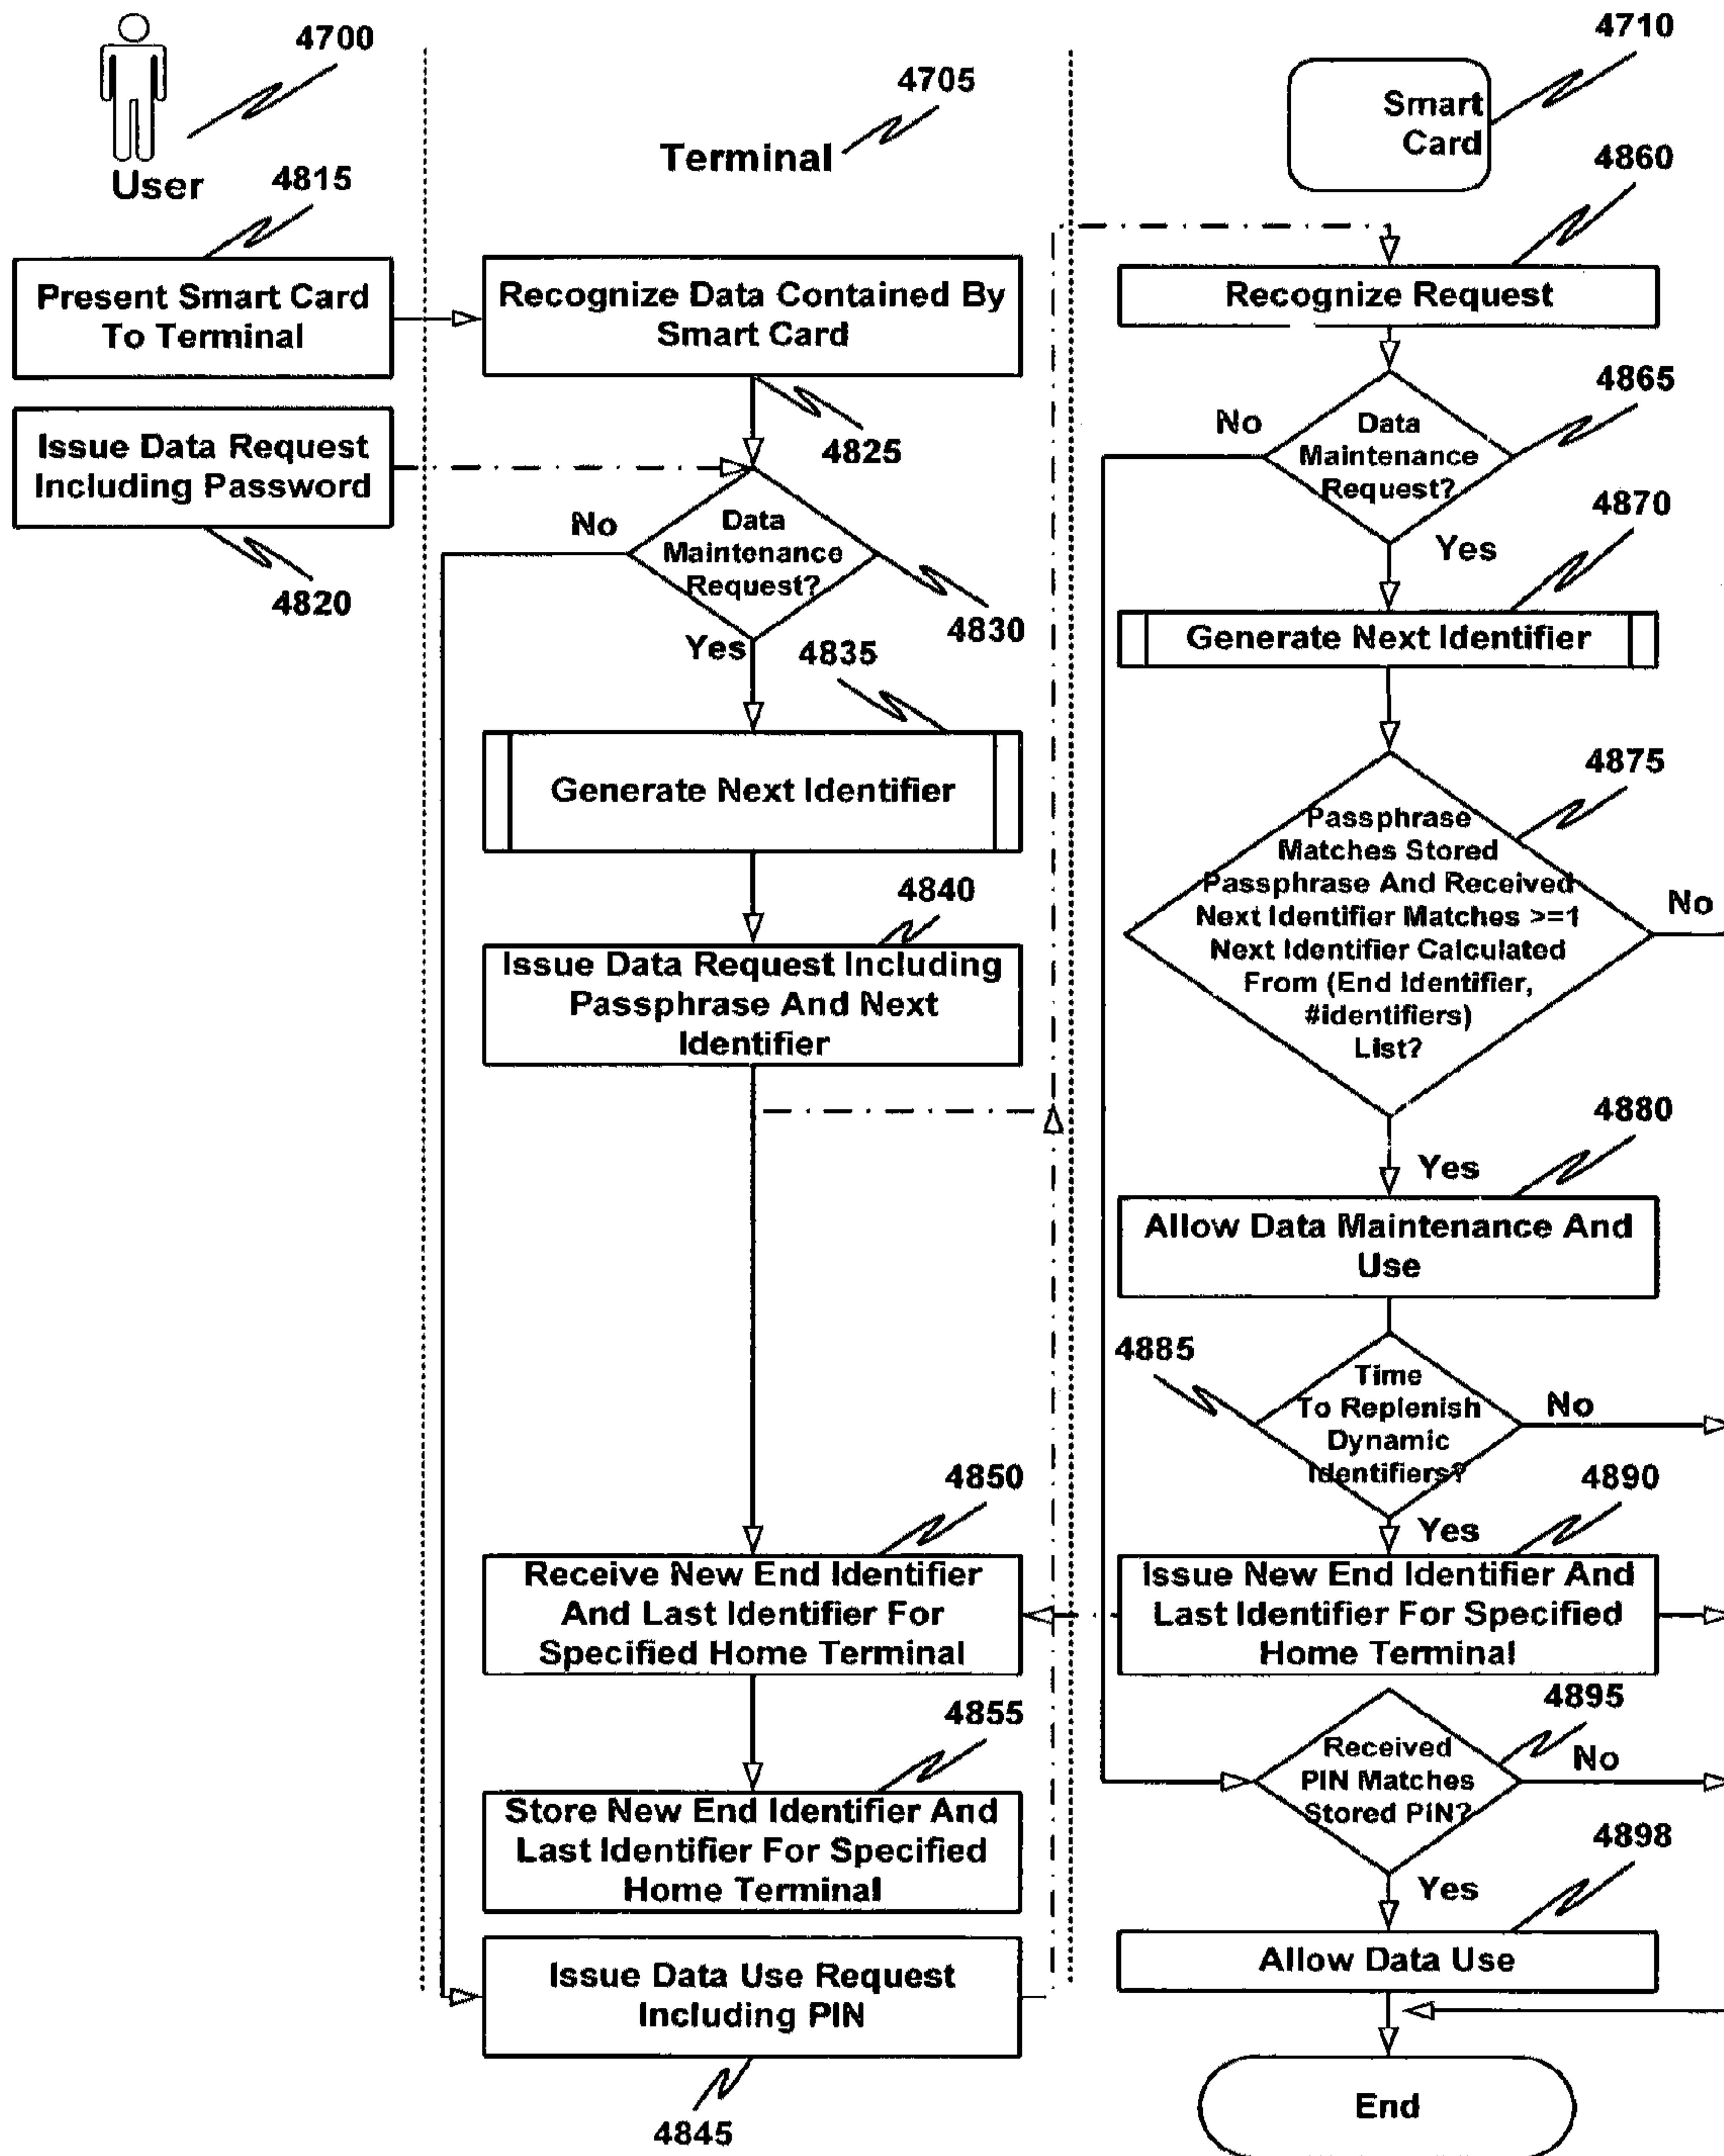 4700
User
4705
Terminal
4710
Smart
Card
4815
Present Smart Card
To Terminal
Issue Data Request
Including Password
4820
Recognize Data Contained By
Smart Card
4825
Data
Maintenance
Request?
No
4830
Yes
4835
Generate Next Identifier
4840
Issue Data Request Including
Passphrase And Next
Identifier
4850
Receive New End Identifier
And Last Identifier For
Specified Home Terminal
4855
Store New End Identifier And
Last Identifier For Specified
Home Terminal
Issue Data Use Request
Including PIN
4845
4860
Recognize Request
4865
No
Data
Maintenance
Request?
4870
Yes
Generate Next Identifier
4875
Passphrase
Matches Stored
Passphrase And Received
Next Identifier Matches >=1
Next Identifier Calculated
From (End Identifier,
#identifiers)
List?
No
4880
Yes
Allow Data Maintenance And
Use
4885
Time
To Replenish
Dynamic
Identifiers?
No
4890
Yes
Issue New End Identifier And
Last Identifier For Specified
Home Terminal
4895
Received
PIN Matches
Stored PIN?
No
4898
Yes
Allow Data Use
End